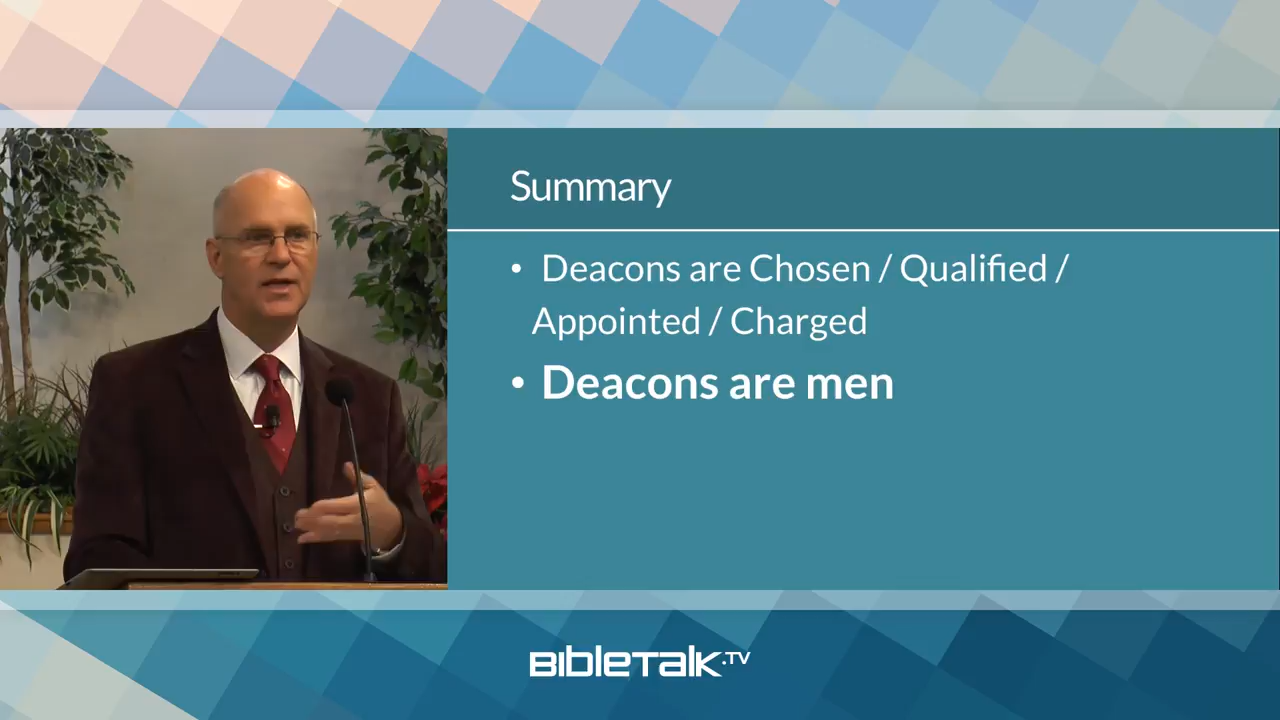 Summary
• Deacons are Chosen / Qualified /
Appointed / Charged
• Deacons are men
BibleTalk.TV